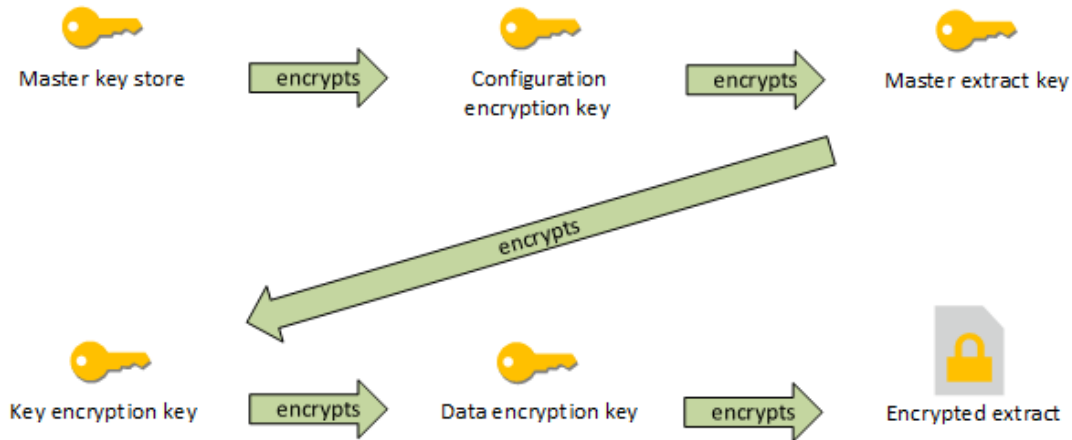 Master key store
encrypts
Configuration
encryption key
encrypts
Master extract key
encrypts
Key encryption key
encrypts
Data encryption key
encrypts
Encrypted extract